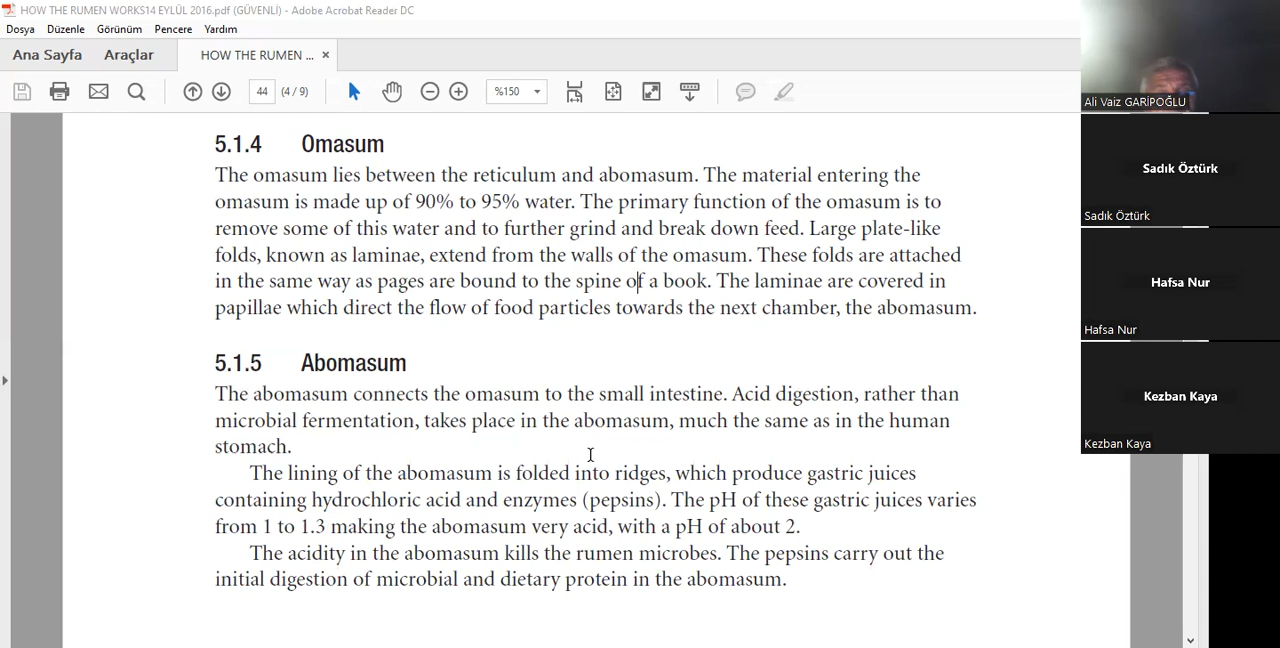 HOW THE RUMEN WORKS14 EYLÜL 2016.pdf (GÜVENLİ) - Adobe Acrobat Reader DC
Dosya Düzenle Görünüm Pencere Yardım
Ana Sayfa Araçlar HOW THE RUMEN ... ×
44 (4 / 9) %150
5.1.4 Omasum
The omasum lies between the reticulum and abomasum. The material entering the
omasum is made up of 90% to 95% water. The primary function of the omasum is to
remove some of this water and to further grind and break down feed. Large plate-like
folds, known as laminae, extend from the walls of the omasum. These folds are attached
in the same way as pages are bound to the spine of a book. The laminae are covered in
papillae which direct the flow of food particles towards the next chamber, the abomasum.
5.1.5 Abomasum
The abomasum connects the omasum to the small intestine. Acid digestion, rather than
microbial fermentation, takes place in the abomasum, much the same as in the human
stomach.
The lining of the abomasum is folded into ridges, which produce gastric juices
containing hydrochloric acid and enzymes (pepsins). The pH of these gastric juices varies
from 1 to 1.3 making the abomasum very acid, with a pH of about 2.
The acidity in the abomasum kills the rumen microbes. The pepsins carry out the
initial digestion of microbial and dietary protein in the abomasum.
Ali Vaiz GARİPOĞLU
Sadık Öztürk
Sadık Öztürk
Hafsa Nur
Hafsa Nur
Kezban Kaya
Kezban Kaya